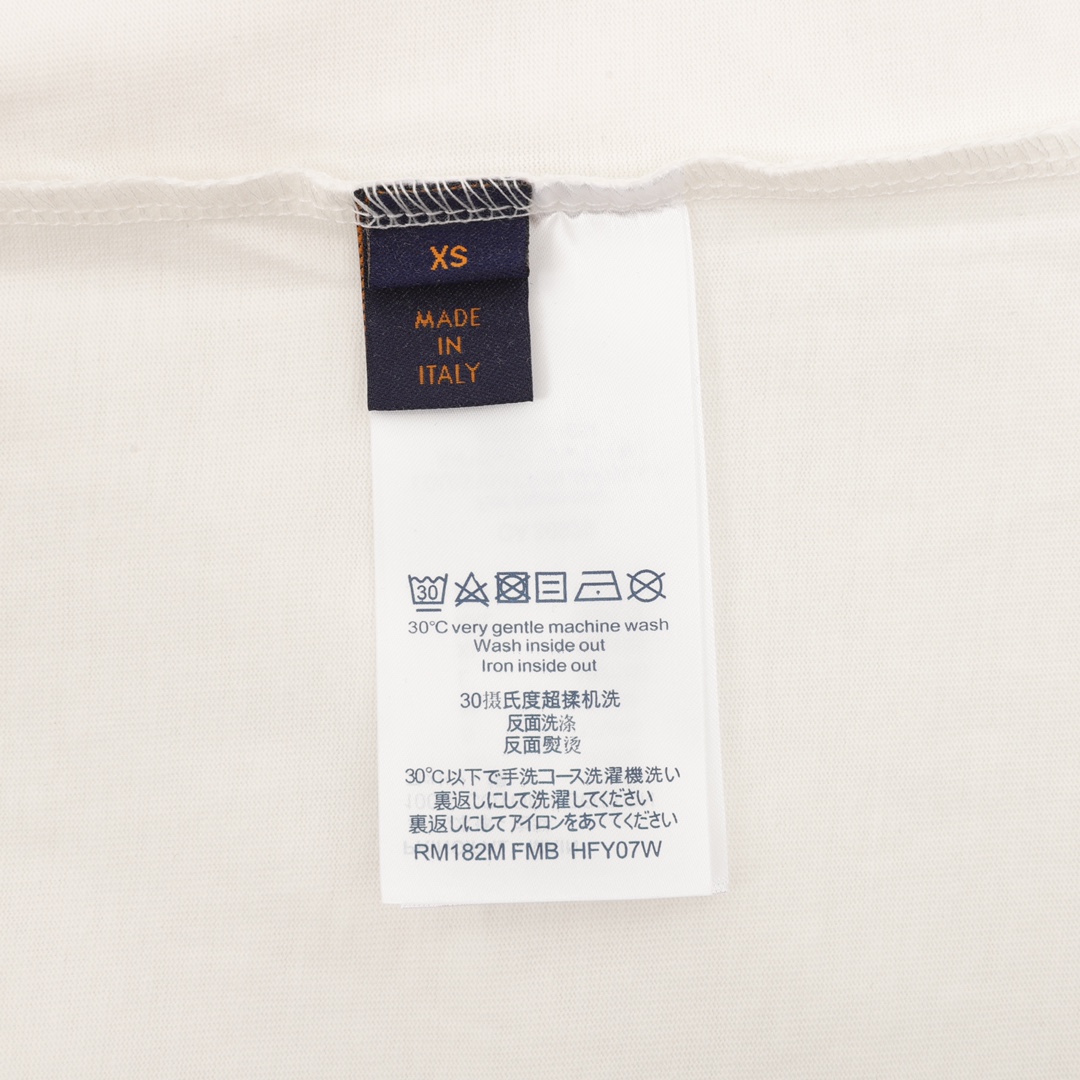 XS
MADE
IN
ITALY
30
30℃ very gentle machine wash
Wash inside out
Iron inside out
30摄氏度超揉机洗
反面洗涤
反面熨烫
30℃以下で手洗コース洗濯機洗い
裏返しにして洗濯してください
裏返しにしてアイロンをあててください
RM182M FMB HFY07W